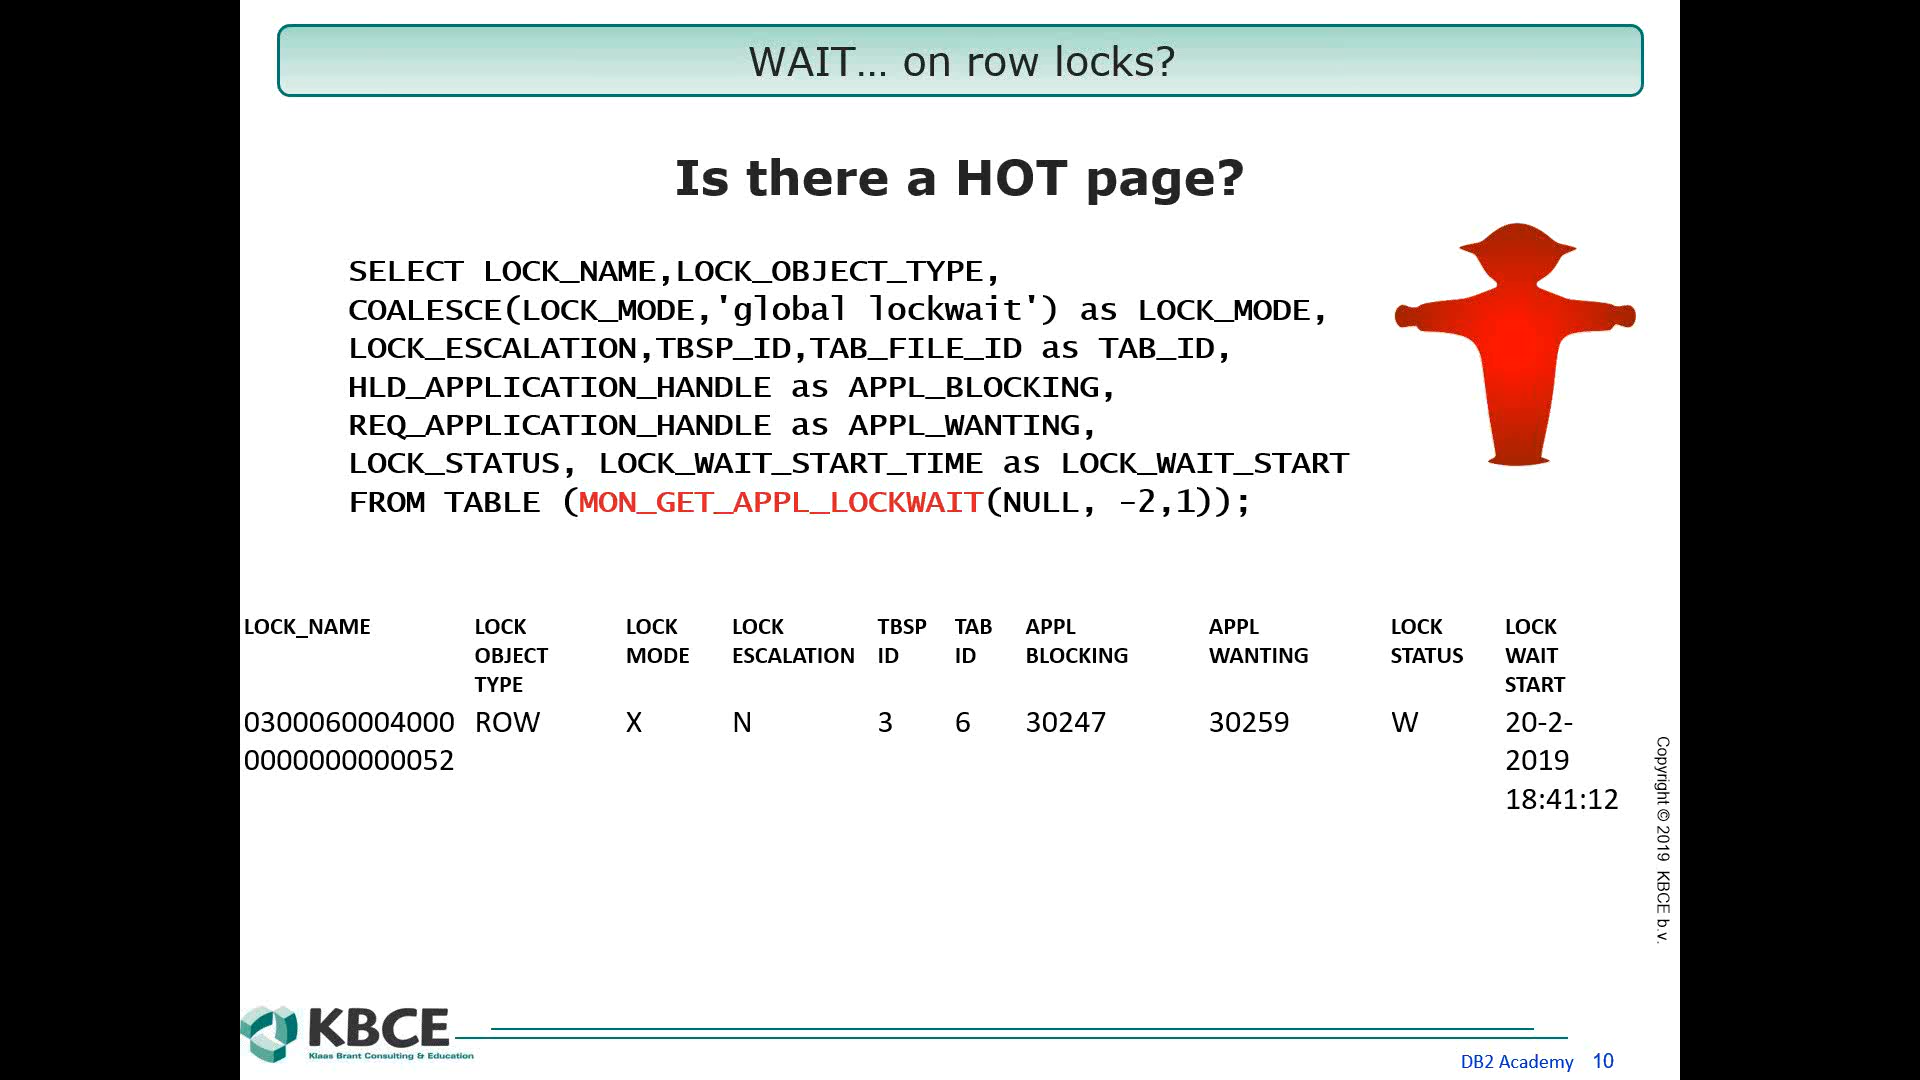 WAIT... on row locks?
Is there a HOT page?
SELECT LOCK_NAME,LOCK_OBJECT_TYPE,
COALESCE(LOCK_MODE,'global lockwait') as LOCK_MODE,
LOCK_ESCALATION,TBSP_ID,TAB_FILE_ID as TAB_ID,
HLD_APPLICATION_HANDLE as APPL_BLOCKING,
REQ_APPLICATION_HANDLE as APPL_WANTING,
LOCK_STATUS, LOCK_WAIT_START_TIME as LOCK_WAIT_START
FROM TABLE (MON_GET_APPL_LOCKWAIT(NULL, -2,1));
LOCK_NAME LOCK LOCK LOCK TBSP TAB APPL APPL LOCK LOCK
OBJECT MODE ESCALATION ID ID BLOCKING WANTING STATUS WAIT
TYPE START
0300060004000 ROW X N 3 6 30247 30259 W 20-2-
0000000000052 2019
18:41:12
Copyright © 2019 KBCE b.v.
KBCE
Klaas Brant Consulting & Education
DB2 Academy 10